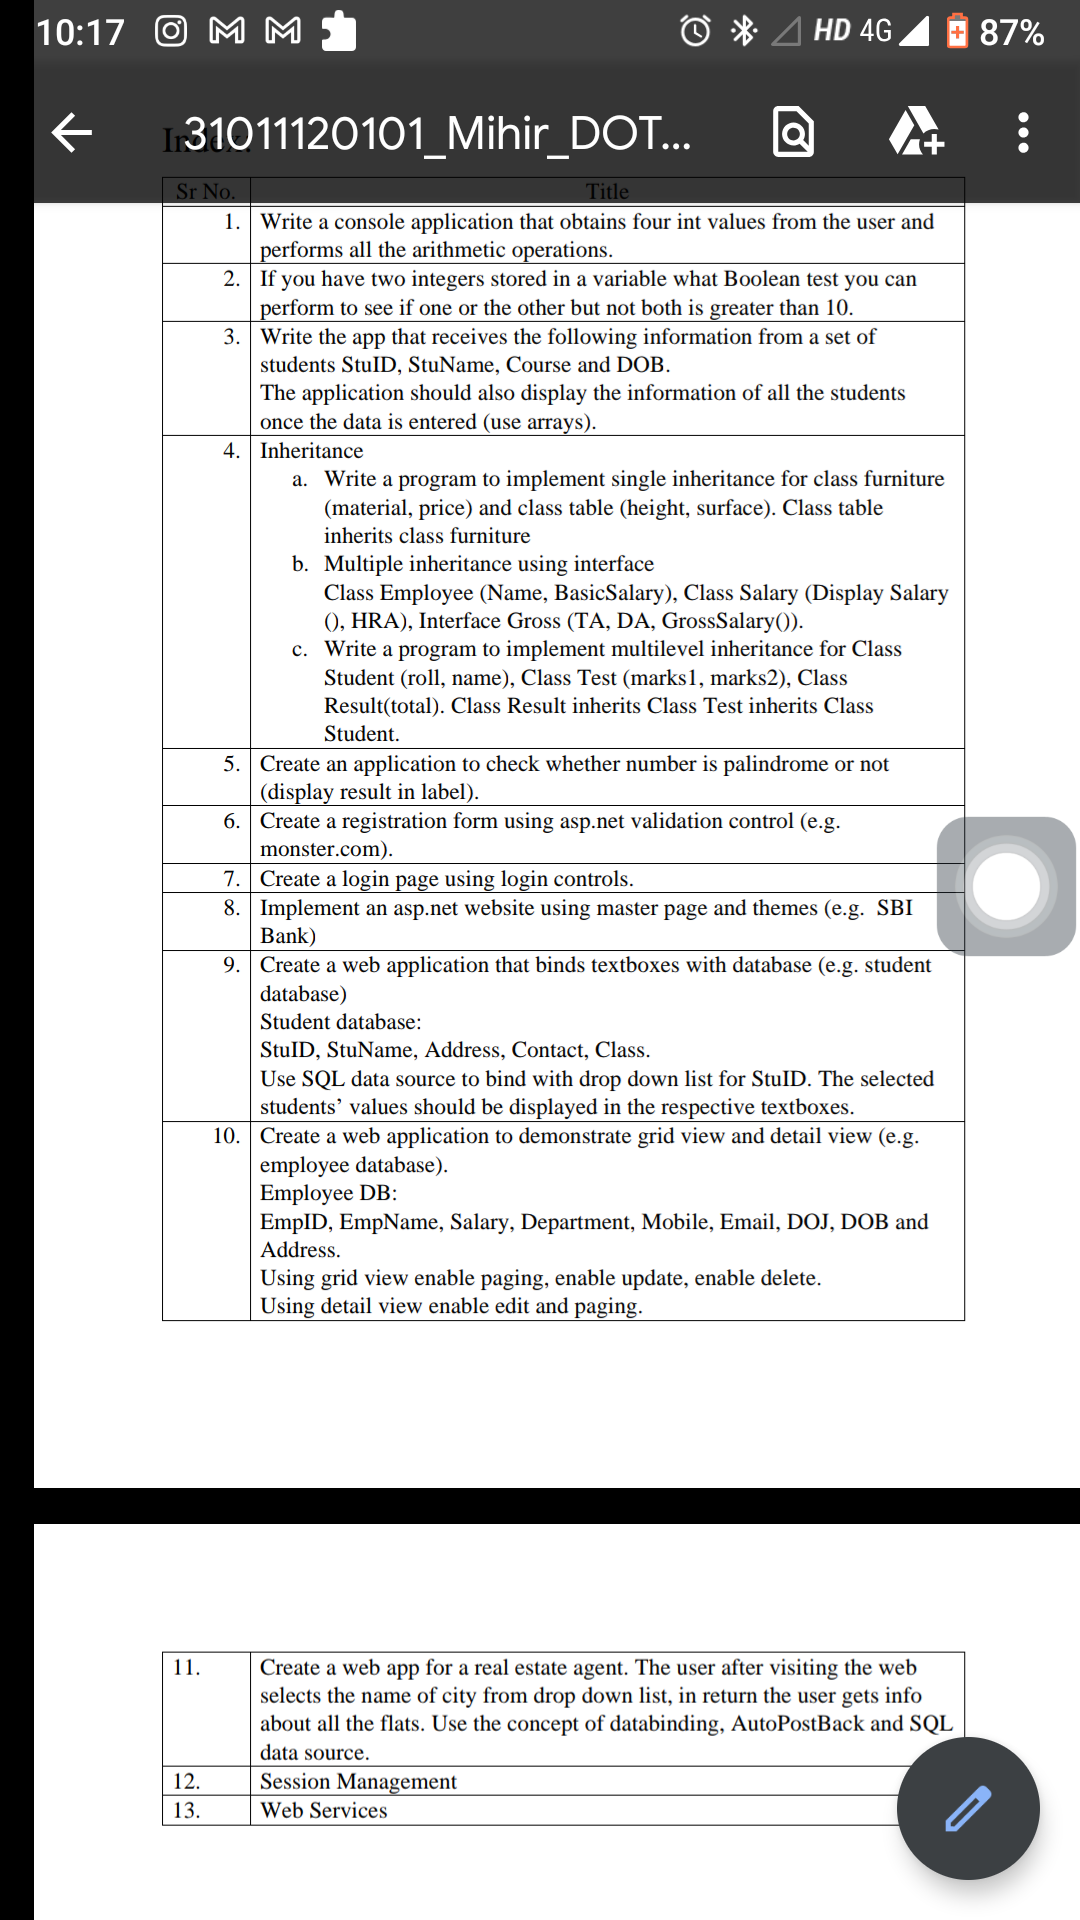 10:17 HD 4G 87%
31011120101_Mihir_DOT...
Index:
Sr No. Title
1. Write a console application that obtains four int values from the user and
performs all the arithmetic operations.
2. If you have two integers stored in a variable what Boolean test you can
perform to see if one or the other but not both is greater than 10.
3. Write the app that receives the following information from a set of
students StuID, StuName, Course and DOB.
The application should also display the information of all the students
once the data is entered (use arrays).
4. Inheritance
a. Write a program to implement single inheritance for class furniture
(material, price) and class table (height, surface). Class table
inherits class furniture
b. Multiple inheritance using interface
Class Employee (Name, BasicSalary), Class Salary (Display Salary
(), HRA), Interface Gross (TA, DA, GrossSalary()).
c. Write a program to implement multilevel inheritance for Class
Student (roll, name), Class Test (marks1, marks2), Class
Result(total). Class Result inherits Class Test inherits Class
Student.
5. Create an application to check whether number is palindrome or not
(display result in label).
6. Create a registration form using asp.net validation control (e.g.
monster.com).
7. Create a login page using login controls.
8. Implement an asp.net website using master page and themes (e.g. SBI
Bank)
9. Create a web application that binds textboxes with database (e.g. student
database)
Student database:
StuID, StuName, Address, Contact, Class.
Use SQL data source to bind with drop down list for StuID. The selected
students’ values should be displayed in the respective textboxes.
10. Create a web application to demonstrate grid view and detail view (e.g.
employee database).
Employee DB:
EmpID, EmpName, Salary, Department, Mobile, Email, DOJ, DOB and
Address.
Using grid view enable paging, enable update, enable delete.
Using detail view enable edit and paging.
11. Create a web app for a real estate agent. The user after visiting the web
selects the name of city from drop down list, in return the user gets info
about all the flats. Use the concept of databinding, AutoPostBack and SQL
data source.
12. Session Management
13. Web Services